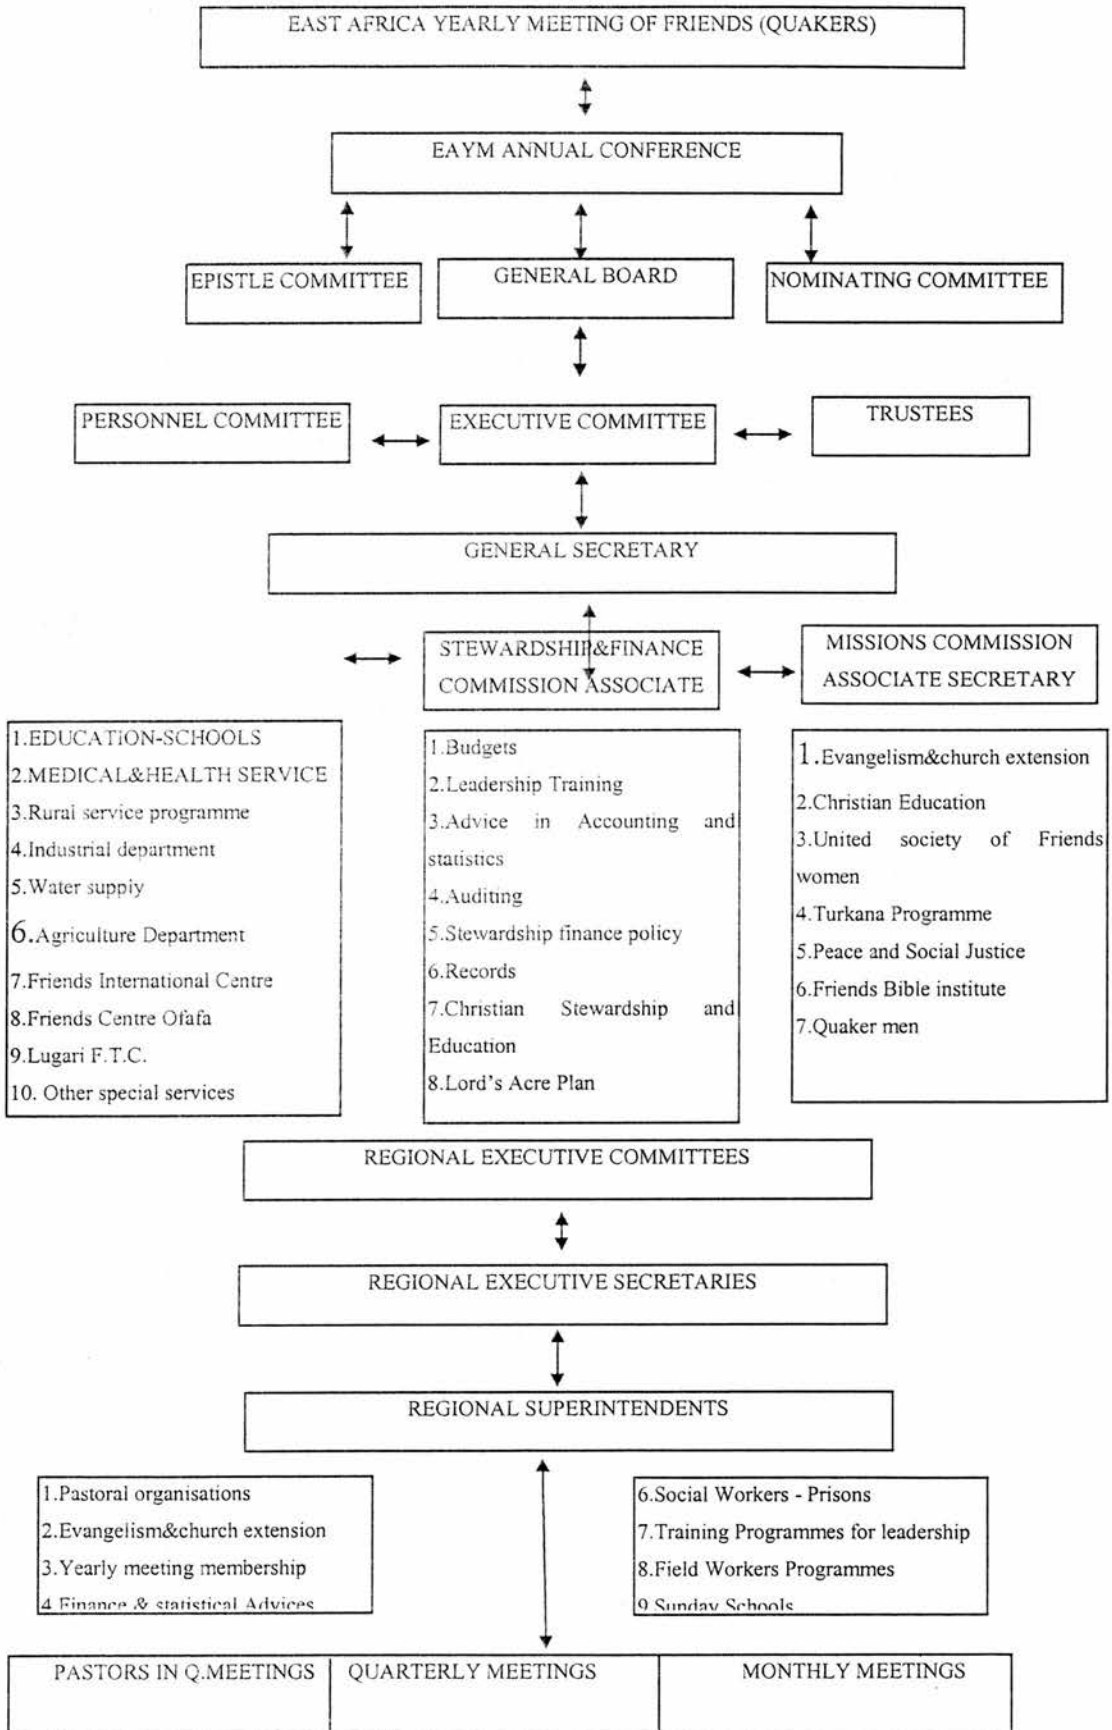 EAST AFRICA YEARLY MEETING OF FRIENDS (QUAKERS)
EAYM ANNUAL CONFERENCE
EPISTLE COMMITTEE
GENERAL BOARD
NOMINATING COMMITTEE
PERSONNEL COMMITTEE
EXECUTIVE COMMITTEE
TRUSTEES
GENERAL SECRETARY
STEWARDSHIP&FINANCE
COMMISSION ASSOCIATE
MISSIONS COMMISSION
ASSOCIATE SECRETARY
1.EDUCATION-SCHOOLS
2.MEDICAL&HEALTH SERVICE
3.Rural service programme
4.Industrial department
5.Water supply
6.Agriculture Department
7.Friends International Centre
8.Friends Centre Ofafa
9.Lugari F.T.C.
10. Other special services
1.Budgets
2.Leadership Training
3.Advice in Accounting and
statistics
4.Auditing
5.Stewardship finance policy
6.Records
7.Christian Stewardship and
Education
8.Lord's Acre Plan
1.Evangelism&church extension
2.Christian Education
3.United society of Friends
women
4.Turkana Programme
5.Peace and Social Justice
6.Friends Bible institute
7.Quaker men
REGIONAL EXECUTIVE COMMITTEES
REGIONAL EXECUTIVE SECRETARIES
REGIONAL SUPERINTENDENTS
1.Pastoral organisations
2.Evangelism&church extension
3.Yearly meeting membership
4.Finance & statistical Advices
6.Social Workers - Prisons
7.Training Programmes for leadership
8.Field Workers Programmes
9.Sunday Schools
PASTORS IN Q.MEETINGS
QUARTERLY MEETINGS
MONTHLY MEETINGS